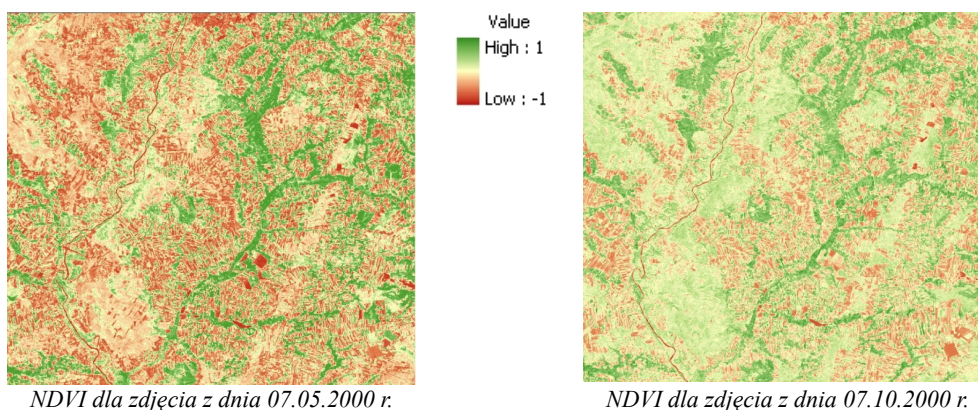 Value
High : 1
Low : -1
NDVI dla zdjęcia z dnia 07.05.2000 r.
NDVI dla zdjęcia z dnia 07.10.2000 r.